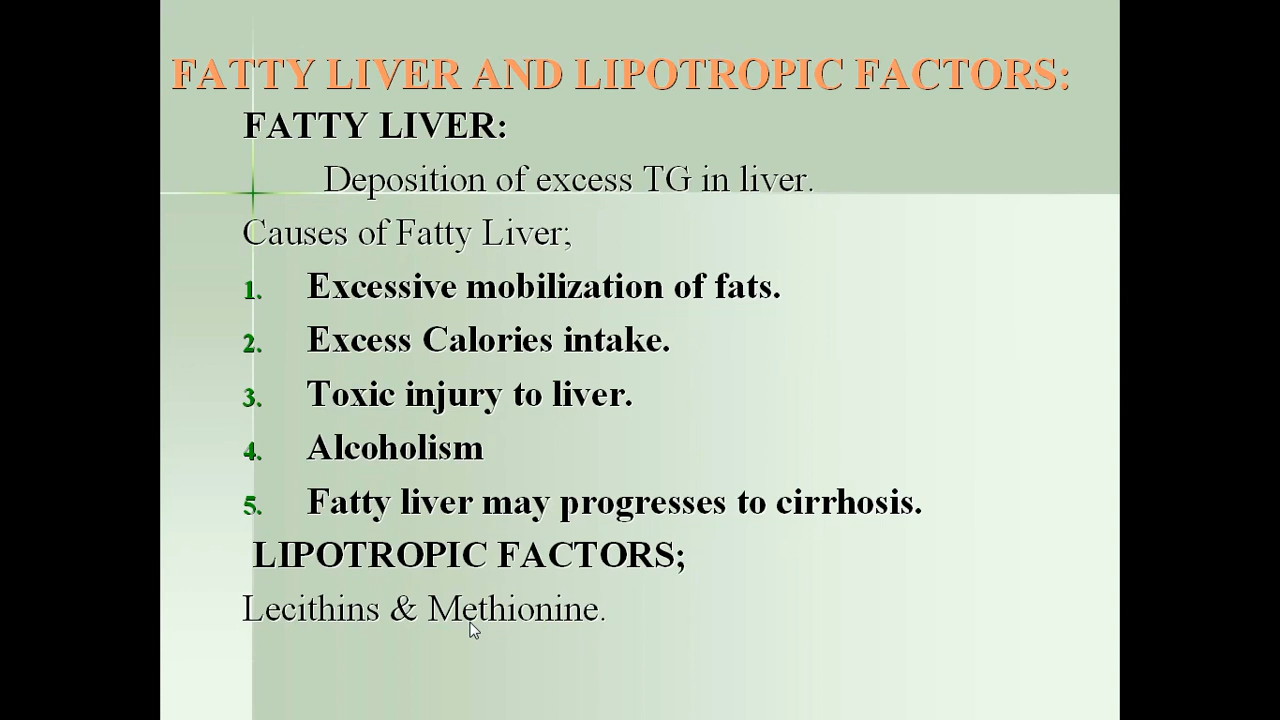 FATTY LIVER AND LIPOTROPIC FACTORS:
FATTY LIVER:
Deposition of excess TG in liver.
Causes of Fatty Liver;
1. Excessive mobilization of fats.
2. Excess Calories intake.
3. Toxic injury to liver.
4. Alcoholism
5. Fatty liver may progresses to cirrhosis.
LIPOTROPIC FACTORS;
Lecithins & Methionine.